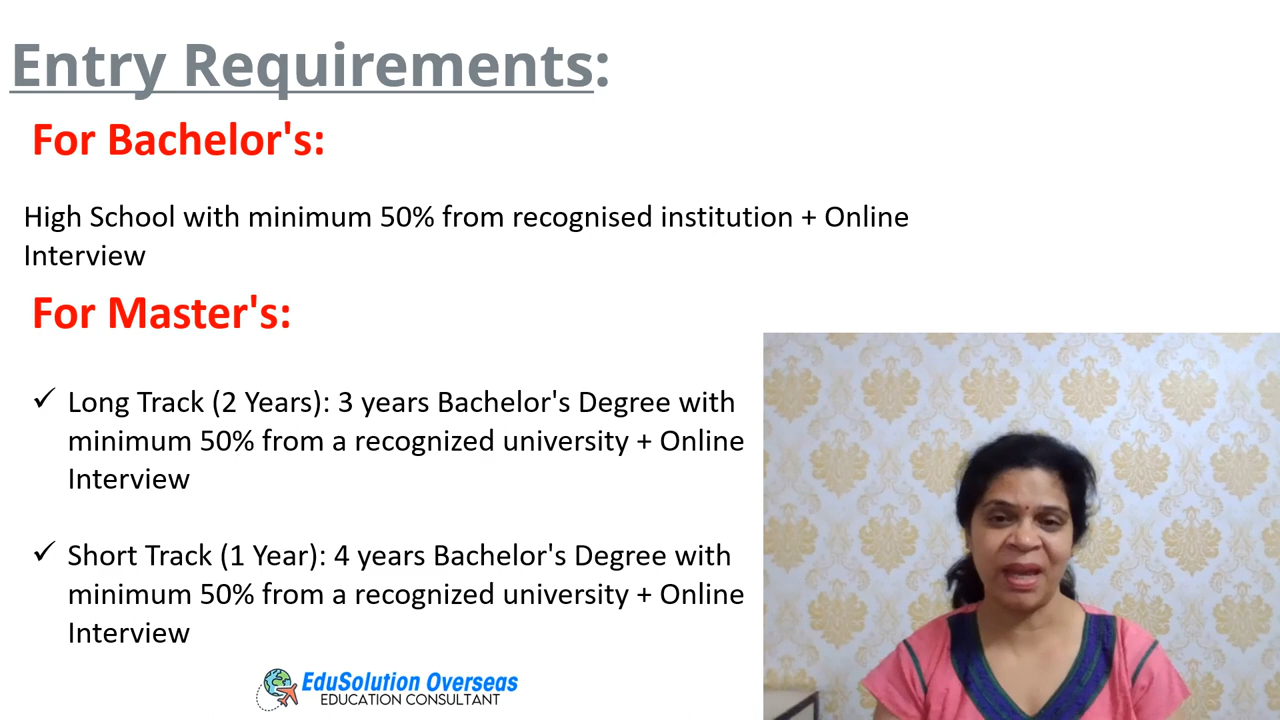 Entry Requirements:
For Bachelor's:
High School with minimum 50% from recognised institution + Online
Interview
For Master's:
✓ Long Track (2 Years): 3 years Bachelor's Degree with
minimum 50% from a recognized university + Online
Interview
✓ Short Track (1 Year): 4 years Bachelor's Degree with
minimum 50% from a recognized university + Online
Interview
EduSolution Overseas
EDUCATION CONSULTANT